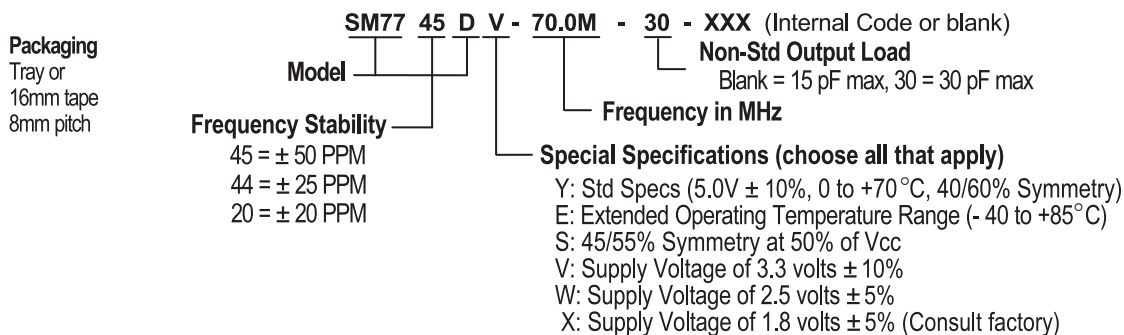 SM77 45 D V - 70.0M - 30 - XXX (Internal Code or blank)
Packaging
Tray or
16mm tape
8mm pitch
Model
Non-Std Output Load
Blank = 15 pF max, 30 = 30 pF max
Frequency in MHz
Frequency Stability
45 = ± 50 PPM
44 = ± 25 PPM
20 = ± 20 PPM
Special Specifications (choose all that apply)
Y: Std Specs (5.0V ± 10%, 0 to +70°C, 40/60% Symmetry)
E: Extended Operating Temperature Range (- 40 to +85°C)
S: 45/55% Symmetry at 50% of Vcc
V: Supply Voltage of 3.3 volts ± 10%
W: Supply Voltage of 2.5 volts ± 5%
X: Supply Voltage of 1.8 volts ± 5% (Consult factory)